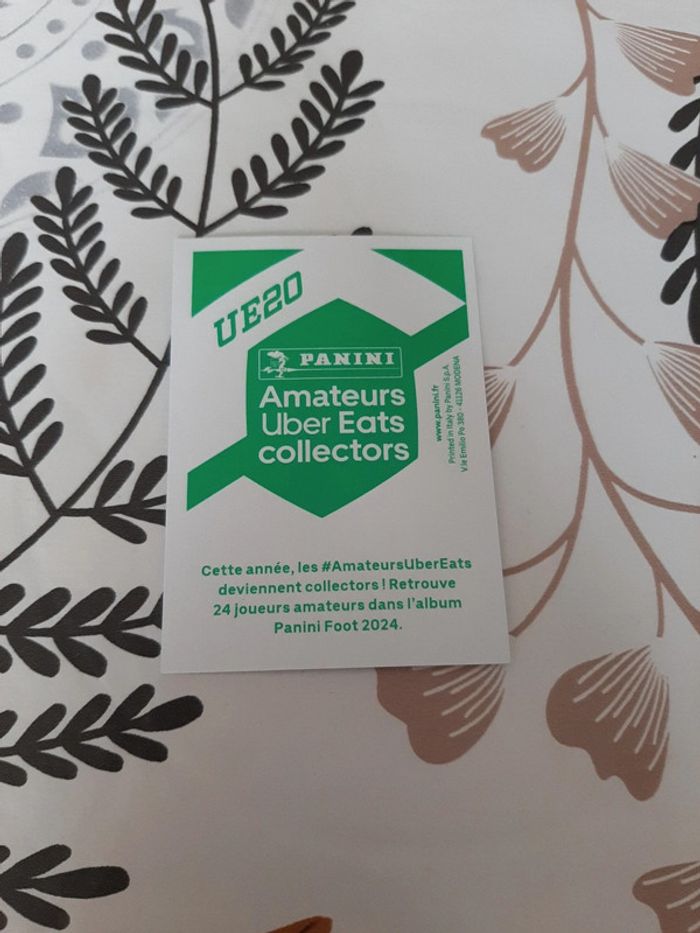 UE20
PANINI
Amateurs
Uber Eats
collectors
www.panini.fr
Printed in Italy by Panini S.p.A.
V.le Emilio Po 380 - 41126 MODENA
Cette année, les #AmateursUberEats
deviennent collectors ! Retrouve
24 joueurs amateurs dans l'album
Panini Foot 2024.